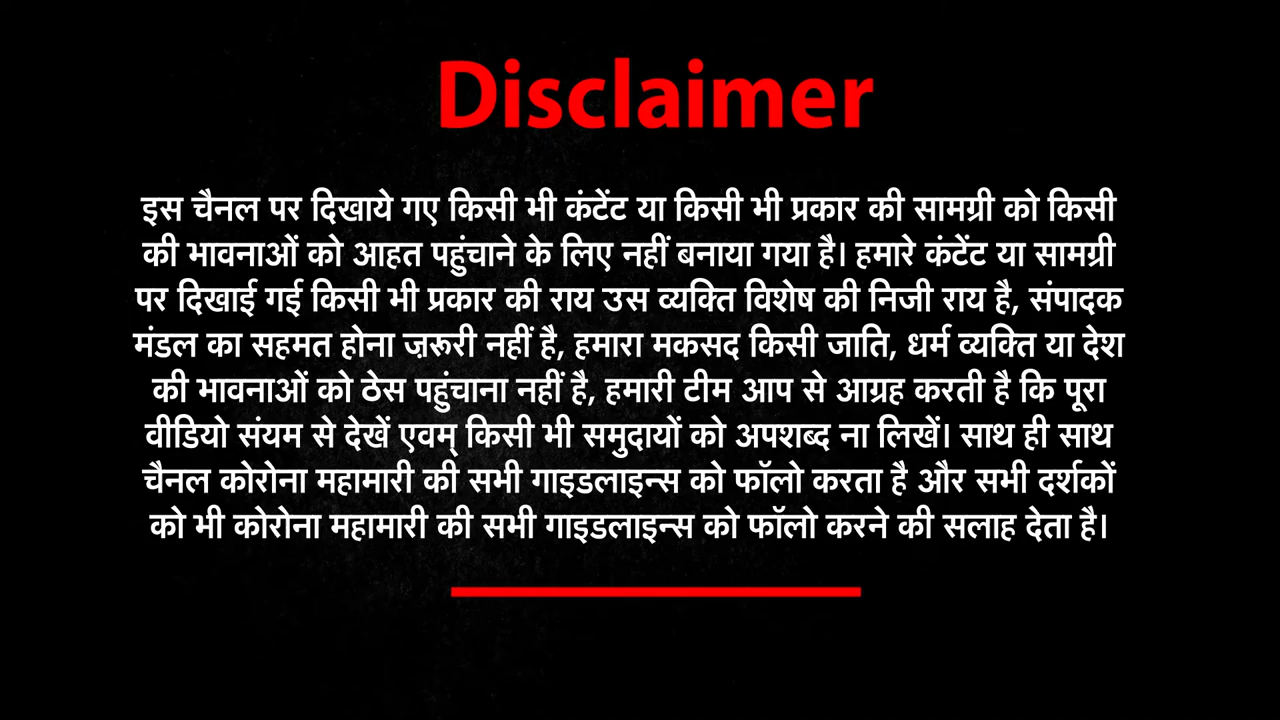 Disclaimer
इस चैनल पर दिखाये गए किसी भी कंटेंट या किसी भी प्रकार की सामग्री को किसी
की भावनाओं को आहत पहुंचाने के लिए नहीं बनाया गया है। हमारे कंटेंट या सामग्री
पर दिखाई गई किसी भी प्रकार की राय उस व्यक्ति विशेष की निजी राय है, संपादक
मंडल का सहमत होना ज़रूरी नहीं है, हमारा मकसद किसी जाति, धर्म व्यक्ति या देश
की भावनाओं को ठेस पहुंचाना नहीं है, हमारी टीम आप से आग्रह करती है कि पूरा
वीडियो संयम से देखें एवम् किसी भी समुदायों को अपशब्द ना लिखें। साथ ही साथ
चैनल कोरोना महामारी की सभी गाइडलाइन्स को फॉलो करता है और सभी दर्शकों
को भी कोरोना महामारी की सभी गाइडलाइन्स को फॉलो करने की सलाह देता है।